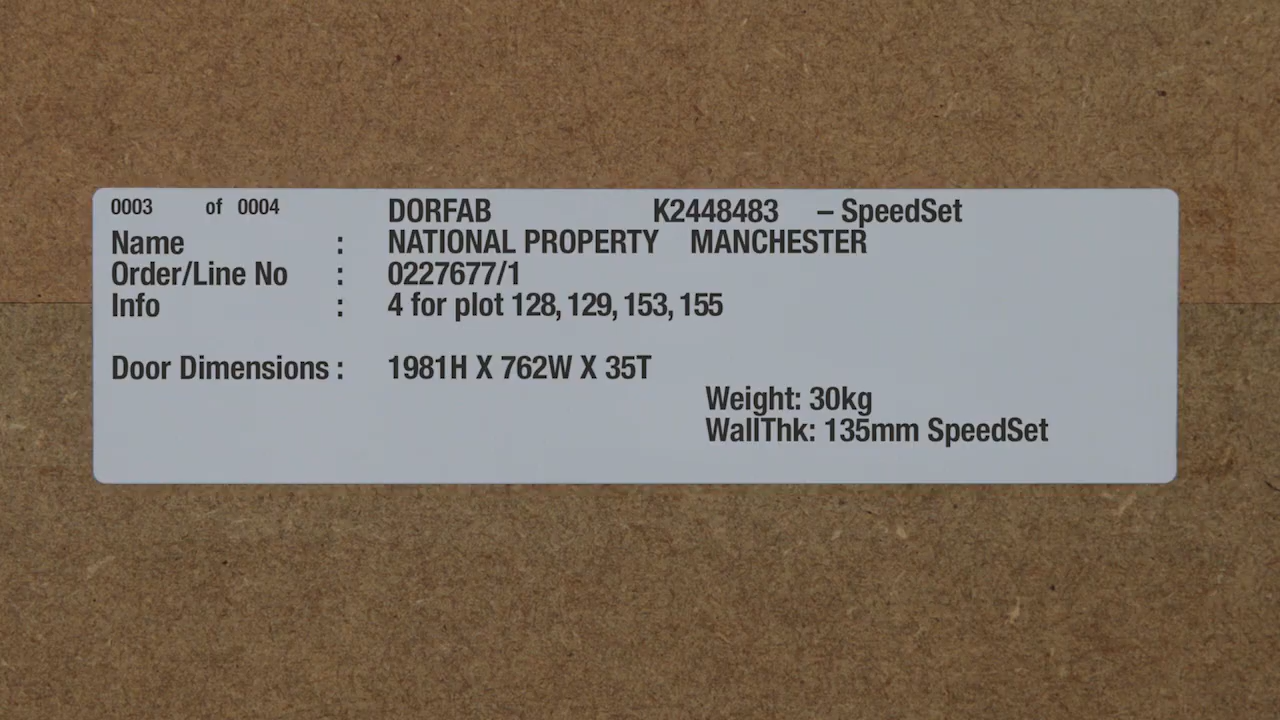 0003 of 0004 DORFAB K2448483 – SpeedSet
Name : NATIONAL PROPERTY MANCHESTER
Order/Line No : 0227677/1
Info : 4 for plot 128, 129, 153, 155
Door Dimensions : 1981H X 762W X 35T
Weight: 30kg
WallThk: 135mm SpeedSet